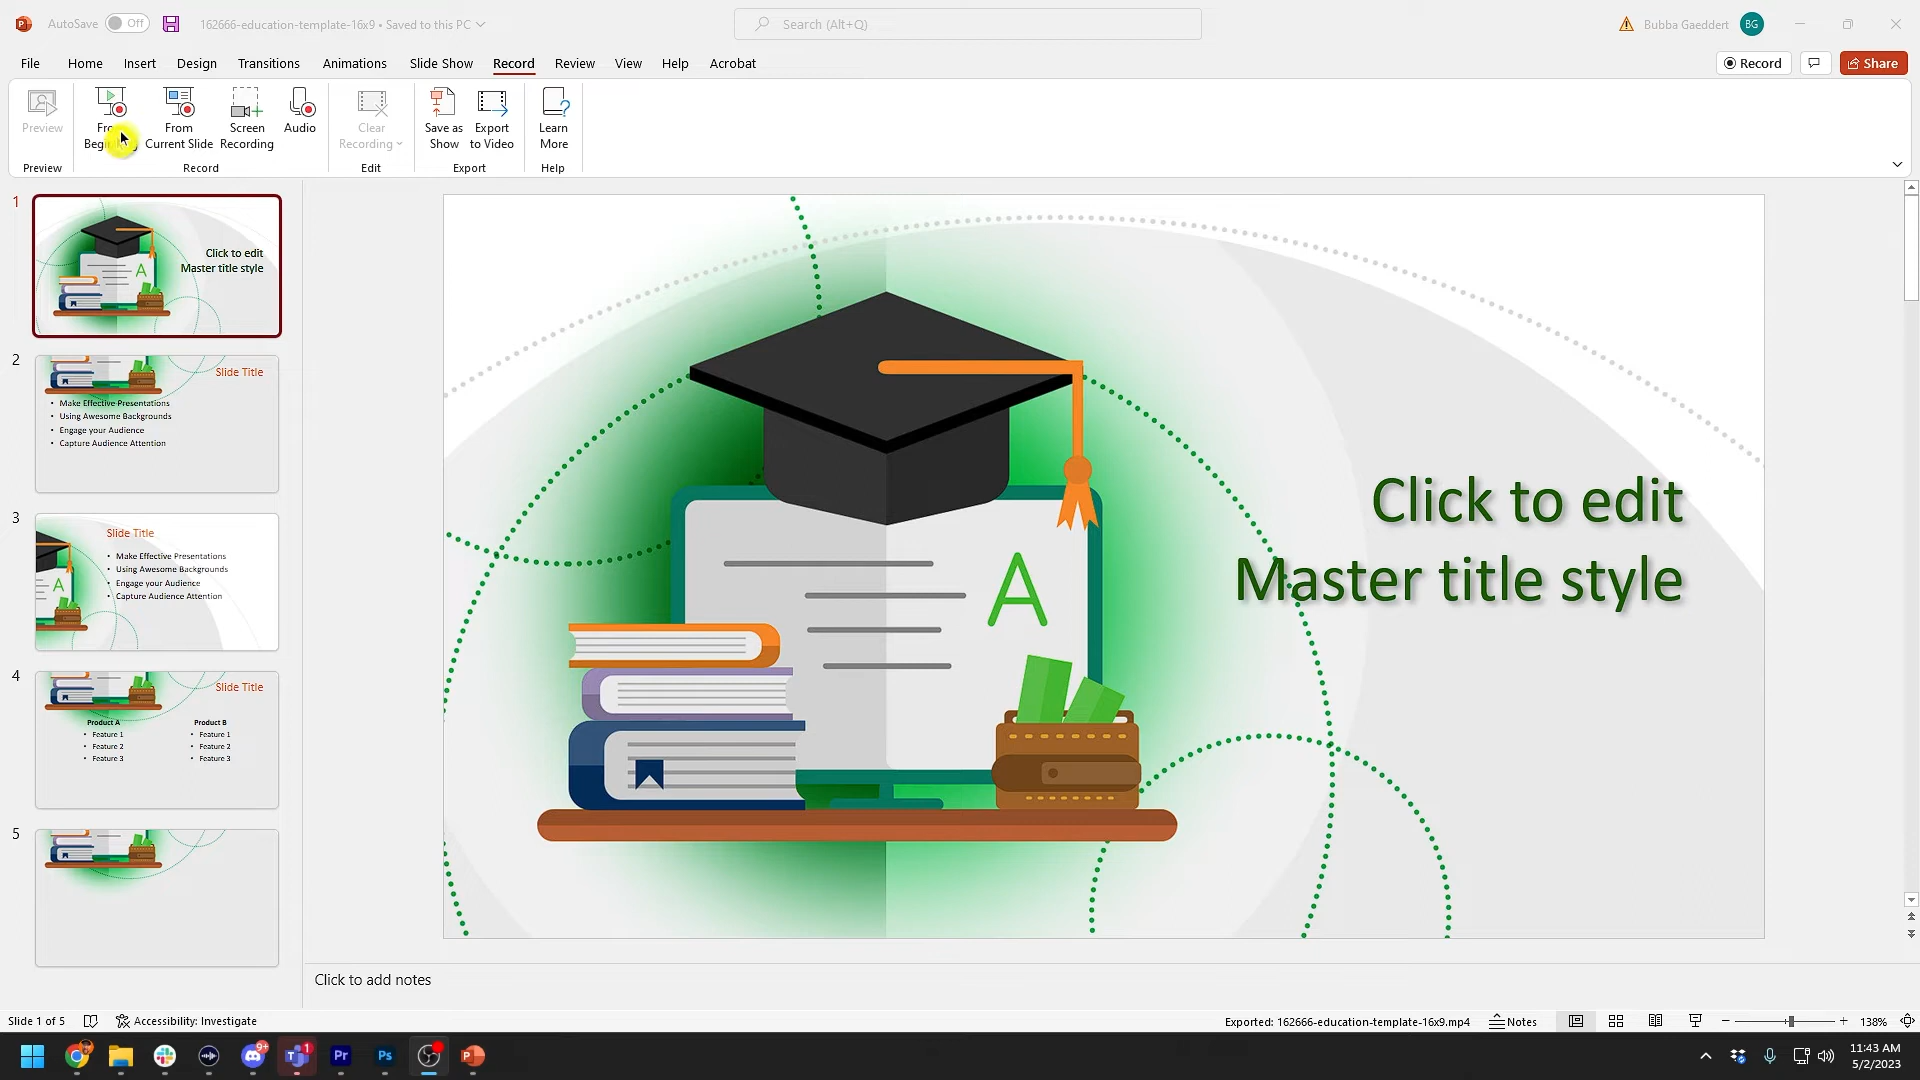 AutoSave Off 162666-education-template-16x9 • Saved to this PC Search (Alt+Q) Bubba Gaeddert BG
File Home Insert Design Transitions Animations Slide Show Record Review View Help Acrobat Record Share
Preview From Screen Audio Clear Save as Export Learn
Current Slide Recording Recording Show to Video More
Preview Record Edit Export Help
1
Click to edit
Master title style
2
Slide Title
• Make Effective Presentations
• Using Awesome Backgrounds
• Engage your Audience
• Capture Audience Attention
3
Slide Title
• Make Effective Presentations
• Using Awesome Backgrounds
• Engage your Audience
• Capture Audience Attention
A
4
Slide Title
Product A Product B
• Feature 1 • Feature 1
• Feature 2 • Feature 2
• Feature 3 • Feature 3
5
A
Click to edit
Master title style
Click to add notes
Slide 1 of 5 Accessibility: Investigate Exported: 162666-education-template-16x9.mp4 Notes 138%
9+ 1 Pr Ps 11:43 AM
5/2/2023